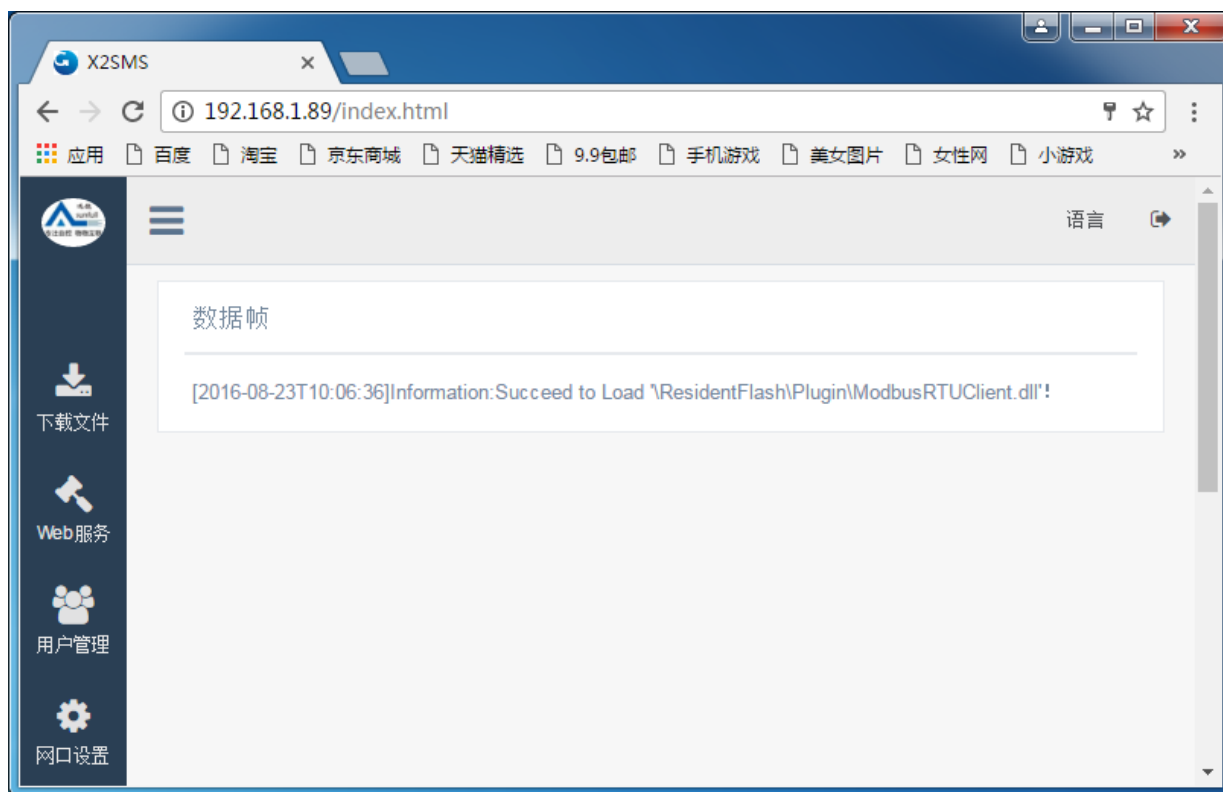 X2SMS
192.168.1.89/index.html
应用 百度 淘宝 京东商城 天猫精选 9.9包邮 手机游戏 美女图片 女性网 小游戏 »
语言
数据帧
[2016-08-23T10:06:36]Information:Succeed to Load '\ResidentFlash\Plugin\ModbusRTUClient.dll'!
下载文件
Web服务
用户管理
网口设置